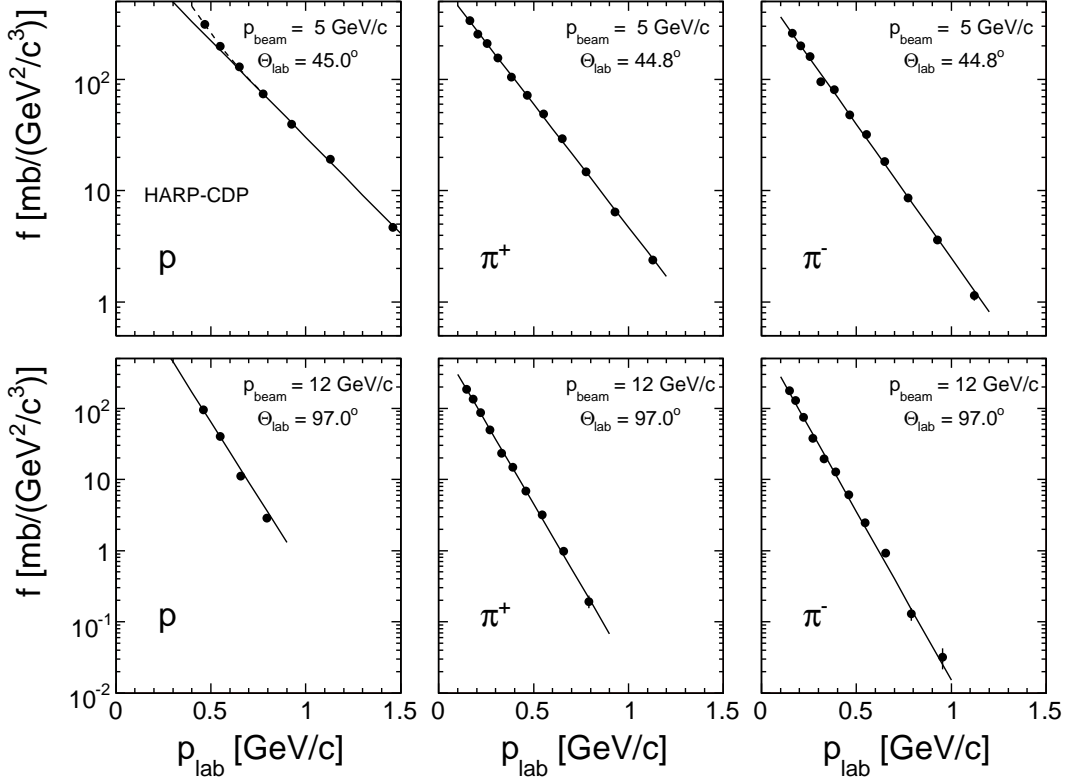 f [mb/(GeV²/c³)]
10²
10
1
p_beam = 5 GeV/c
Θ_lab = 45.0°
HARP-CDP
p
p_beam = 5 GeV/c
Θ_lab = 44.8°
π⁺
p_beam = 5 GeV/c
Θ_lab = 44.8°
π⁻
f [mb/(GeV²/c³)]
10²
10
1
10⁻¹
10⁻²
p_beam = 12 GeV/c
Θ_lab = 97.0°
p
p_beam = 12 GeV/c
Θ_lab = 97.0°
π⁺
p_beam = 12 GeV/c
Θ_lab = 97.0°
π⁻
0 0.5 1 1.5 0 0.5 1 1.5 0 0.5 1 1.5
p_lab [GeV/c] p_lab [GeV/c] p_lab [GeV/c]